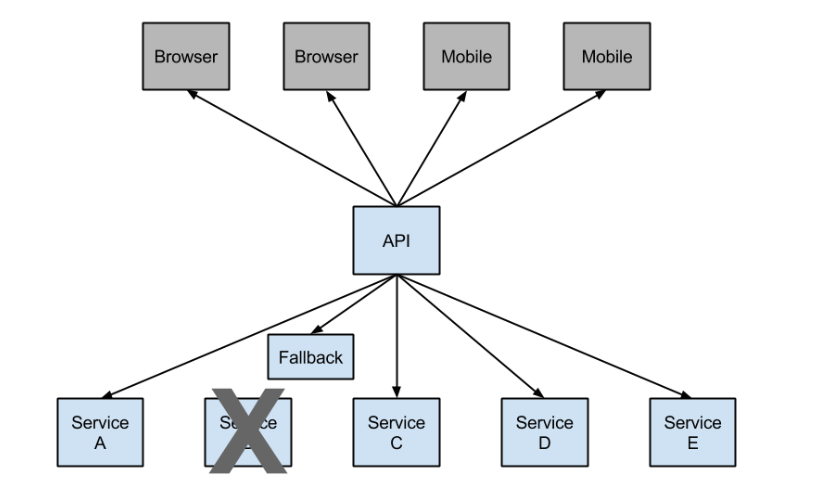 Browser
Browser
Mobile
Mobile
API
Fallback
Service
A
Service
C
Service
D
Service
E